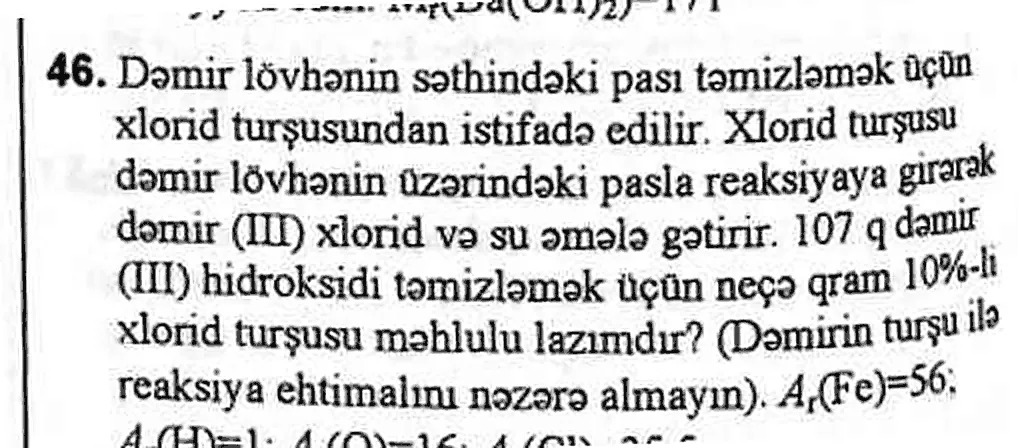 46. Dəmir lövhənin səthindəki pası təmizləmək üçün
xlorid turşusundan istifadə edilir. Xlorid turşusu
dəmir lövhənin üzərindəki pasla reaksiyaya girərək
dəmir (III) xlorid və su əmələ gətirir. 107 q dəmir
(III) hidroksidi təmizləmək üçün neçə qram 10%-li
xlorid turşusu məhlulu lazımdır? (Dəmirin turşu ilə
reaksiya ehtimalını nəzərə almayın). Aᵣ(Fe)=56;